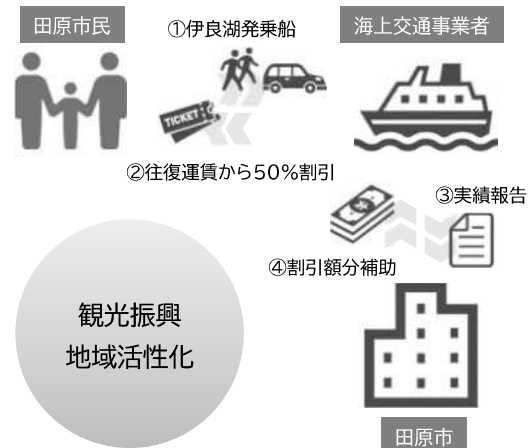 田原市民
①伊良湖発乗船
海上交通事業者
TICKET
②往復運賃から50%割引
③実績報告
④割引額分補助
観光振興
地域活性化
田原市